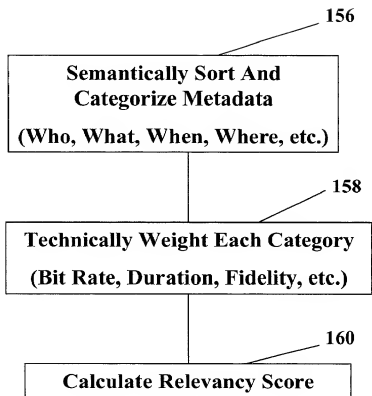 156
Semantically Sort And
Categorize Metadata
(Who, What, When, Where, etc.)
158
Technically Weight Each Category
(Bit Rate, Duration, Fidelity, etc.)
160
Calculate Relevancy Score